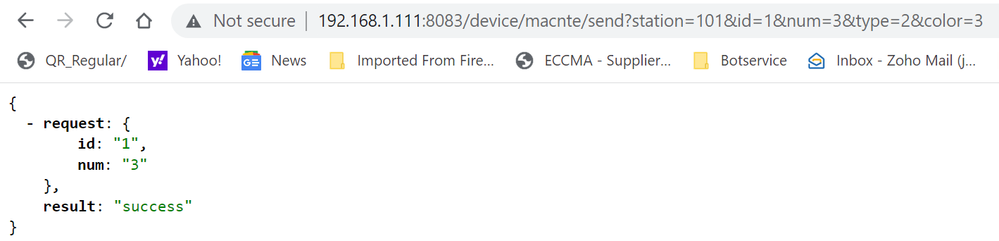 Not secure 192.168.1.111:8083/device/macnte/send?station=101&id=1&num=3&type=2&color=3
QR_Regular/ Yahoo! News Imported From Fire... ECCMA - Supplier... Botservice Inbox - Zoho Mail (j...
{
- request: {
id: "1",
num: "3"
},
result: "success"
}